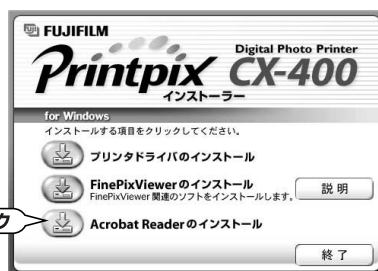 FUJIFILM
Digital Photo Printer
Printpix CX-400
インストーラー
for Windows
インストールする項目をクリックしてください。
プリンタドライバのインストール
FinePixViewerのインストール
FinePixViewer 関連のソフトをインストールします。
説明
ク
Acrobat Readerのインストール
終了